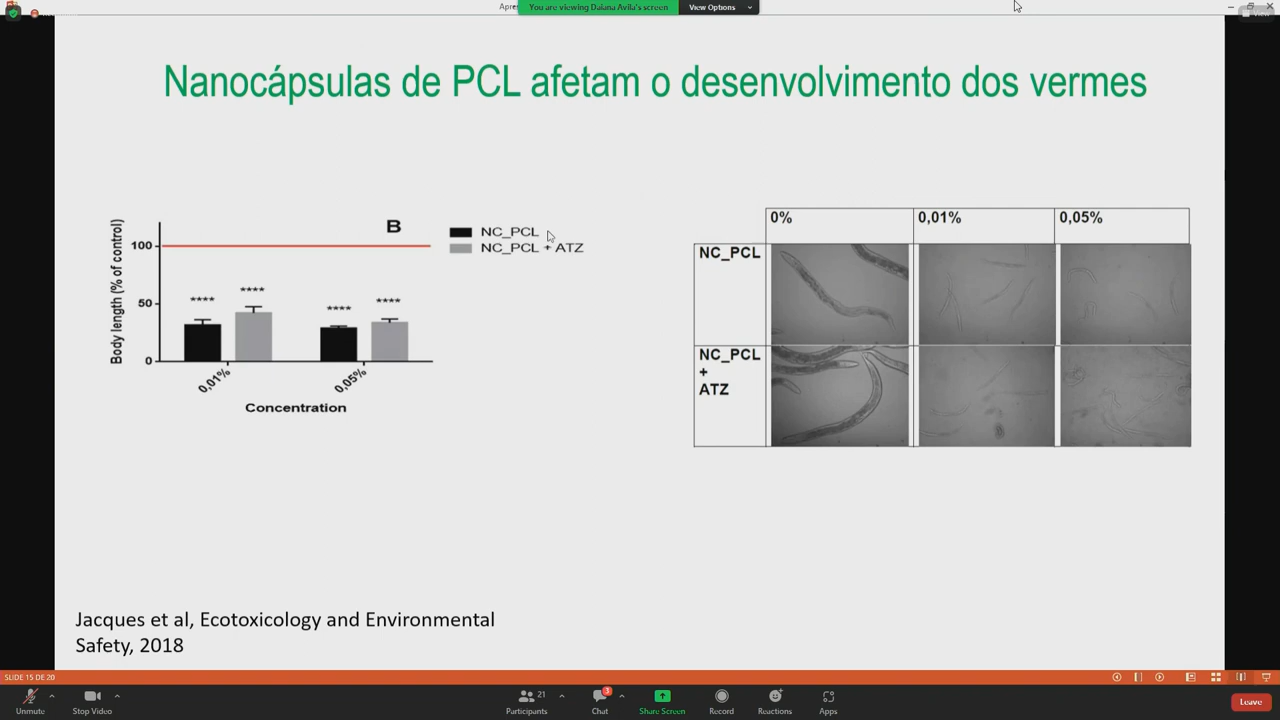 Apre
You are viewing Daiana Avila's screen
View Options
View
Nanocápsulas de PCL afetam o desenvolvimento dos vermes
B
NC_PCL
NC_PCL + ATZ
Body length (% of control)
100
50
0
****
****
****
****
0,01%
0,05%
Concentration
0%
0,01%
0,05%
NC_PCL
NC_PCL
+
ATZ
Jacques et al, Ecotoxicology and Environmental
Safety, 2018
SLIDE 15 DE 20
Unmute
Stop Video
Participants
21
Chat
3
Share Screen
Record
Reactions
Apps
Leave